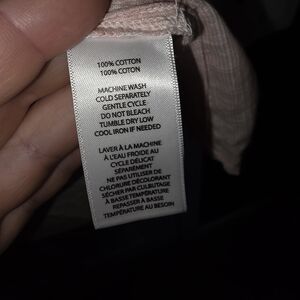 100% COTTON
100% COTON
MACHINE WASH
COLD SEPARATELY
GENTLE CYCLE
DO NOT BLEACH
TUMBLE DRY LOW
COOL IRON IF NEEDED
LAVER À LA MACHINE
À L'EAU FROIDE AU
CYCLE DÉLICAT
SÉPARÉMENT
NE PAS UTILISER DE
CHLORURE DÉCOLORANT
SÉCHER PAR CULBUTAGE
À BASSE TEMPÉRATURE
REPASSER À BASSE
TEMPÉRATURE AU BESOIN